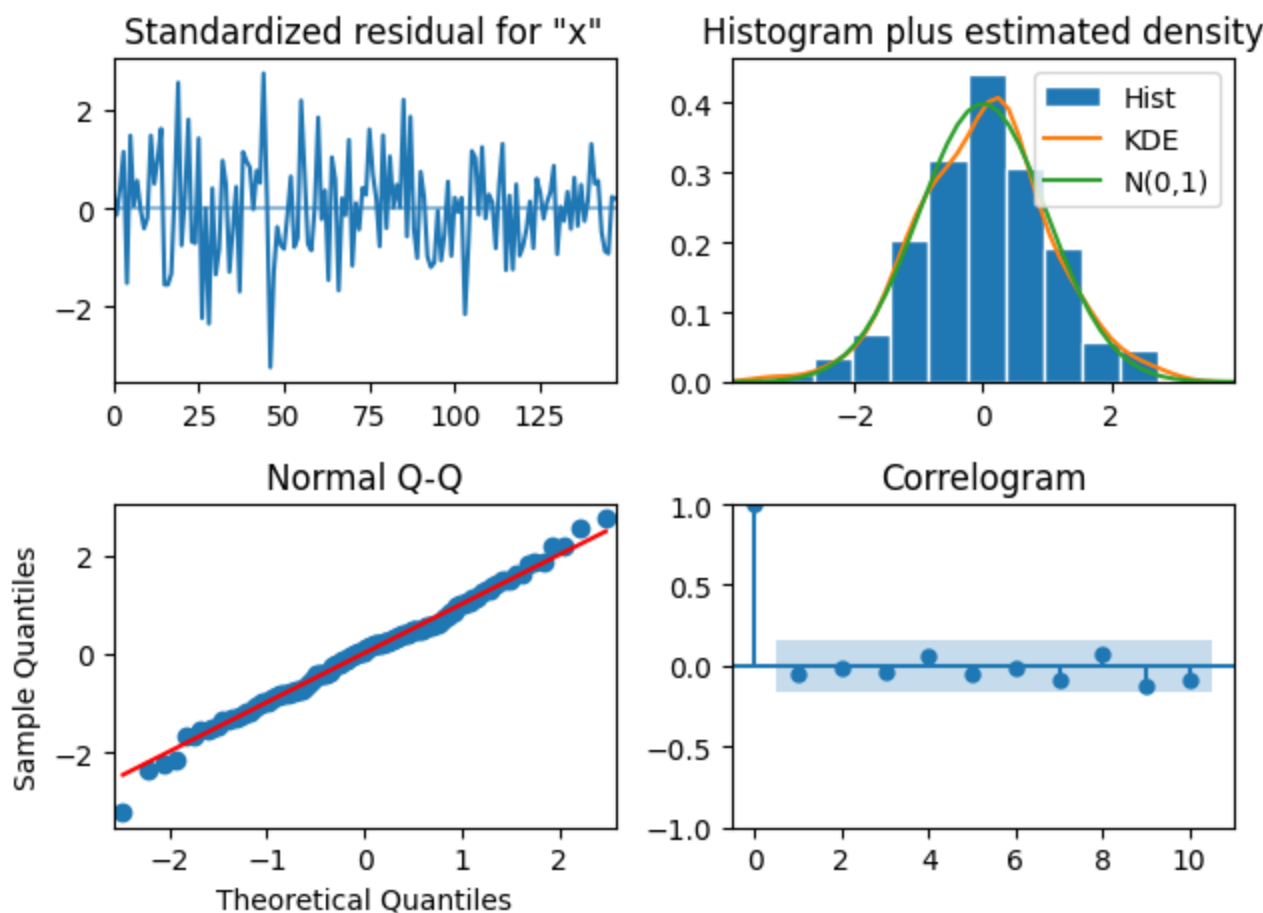 Standardized residual for "x"
2
0
−2
0 25 50 75 100 125
Histogram plus estimated density
Hist
KDE
N(0,1)
0.4
0.3
0.2
0.1
0.0
−2 0 2
Normal Q-Q
Sample Quantiles
2
0
−2
−2 −1 0 1 2
Theoretical Quantiles
Correlogram
1.0
0.5
0.0
−0.5
−1.0
0 2 4 6 8 10